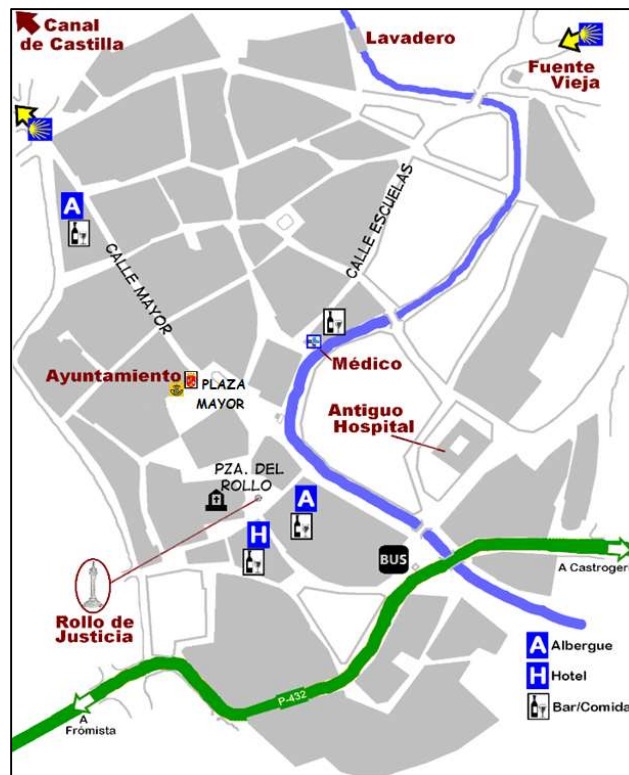 Canal
de Castilla
Lavadero
Fuente
Vieja
CALLE ESCUELAS
A
CALLE MAYOR
Médico
Ayuntamiento
PLAZA
MAYOR
Antiguo
Hospital
PZA. DEL
ROLLO
A
H
BUS
A Castrogeri
Rollo de
Justicia
A Albergue
H Hotel
Bar/Comida
P-432
A
Frómista